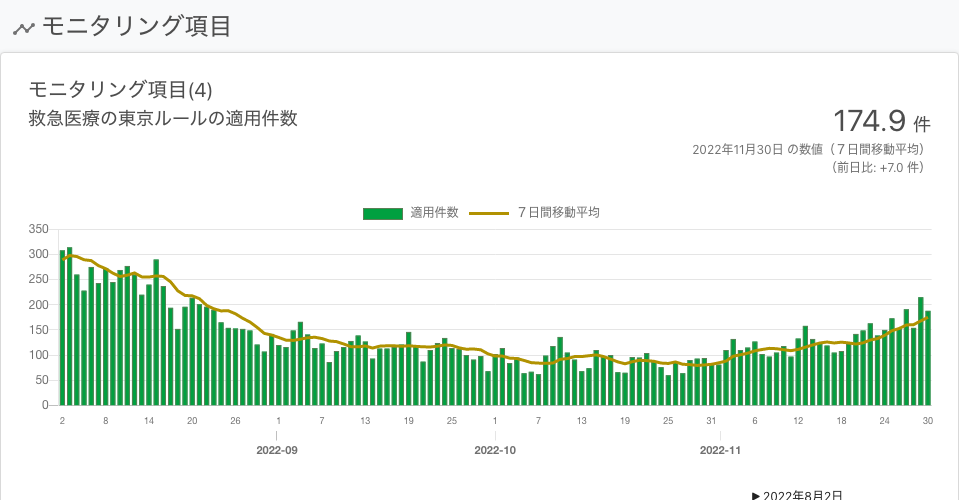 モニタリング項目
モニタリング項目(4)
救急医療の東京ルールの適用件数
174.9 件
2022年11月30日 の数値（７日間移動平均）
（前日比: +7.0 件）
適用件数 ７日間移動平均
350
300
250
200
150
100
50
0
2 8 14 20 26 1 7 13 19 25 1 7 13 19 25 31 6 12 18 24 30
2022-09 2022-10 2022-11
▶ 2022年8月2日